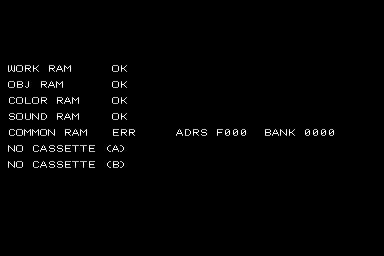 WORK RAM OK
OBJ RAM OK
COLOR RAM OK
SOUND RAM OK
COMMON RAM ERR ADRS F000 BANK 0000
NO CASSETTE (A)
NO CASSETTE (B)